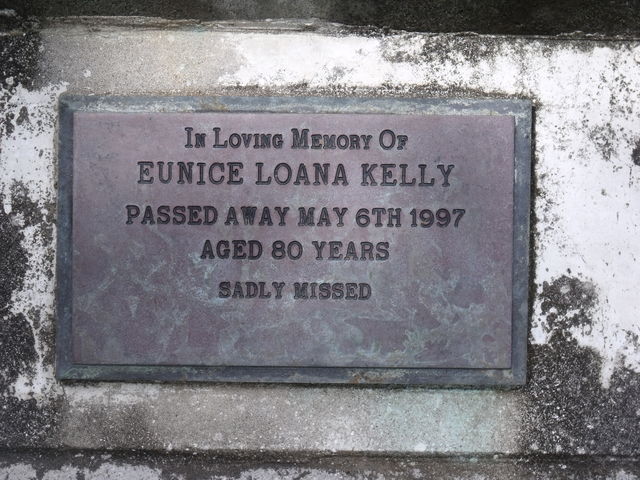 In Loving Memory Of
EUNICE LOANA KELLY
PASSED AWAY MAY 6TH 1997
AGED 80 YEARS
SADLY MISSED